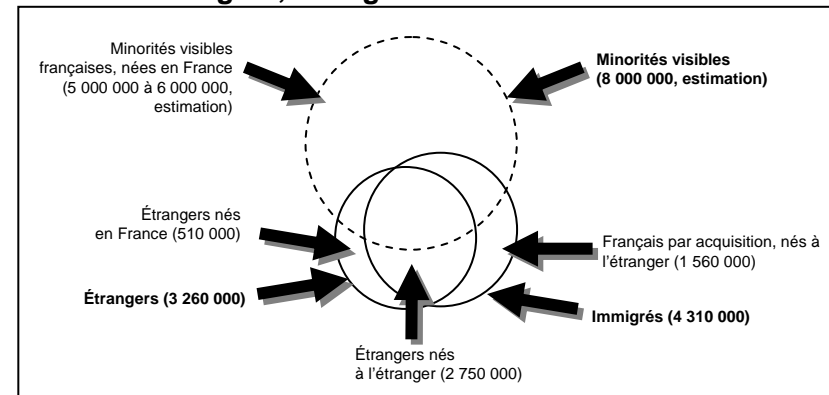 Minorités visibles
françaises, nées en France
(5 000 000 à 6 000 000,
estimation)
Minorités visibles
(8 000 000, estimation)
Étrangers nés
en France (510 000)
Français par acquisition, nés à
l'étranger (1 560 000)
Étrangers (3 260 000)
Immigrés (4 310 000)
Étrangers nés
à l'étranger (2 750 000)